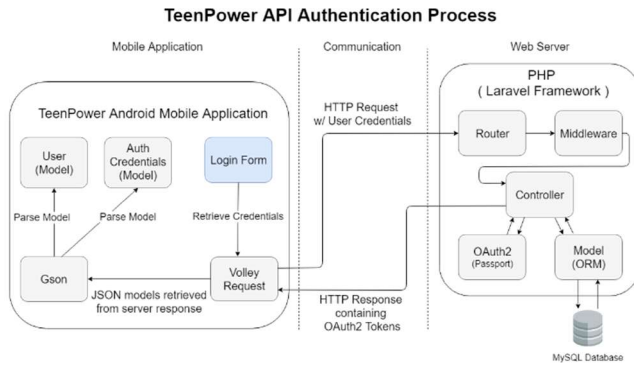 TeenPower API Authentication Process
Mobile Application
Communication
Web Server
TeenPower Android Mobile Application
User
(Model)
Auth
Credentials
(Model)
Login Form
Parse Model
Parse Model
Retrieve Credentials
Gson
Volley
Request
JSON models retrieved
from server response
HTTP Request
w/ User Credentials
HTTP Response
containing
OAuth2 Tokens
PHP
( Laravel Framework )
Router
Middleware
Controller
OAuth2
(Passport)
Model
(ORM)
MySQL Database